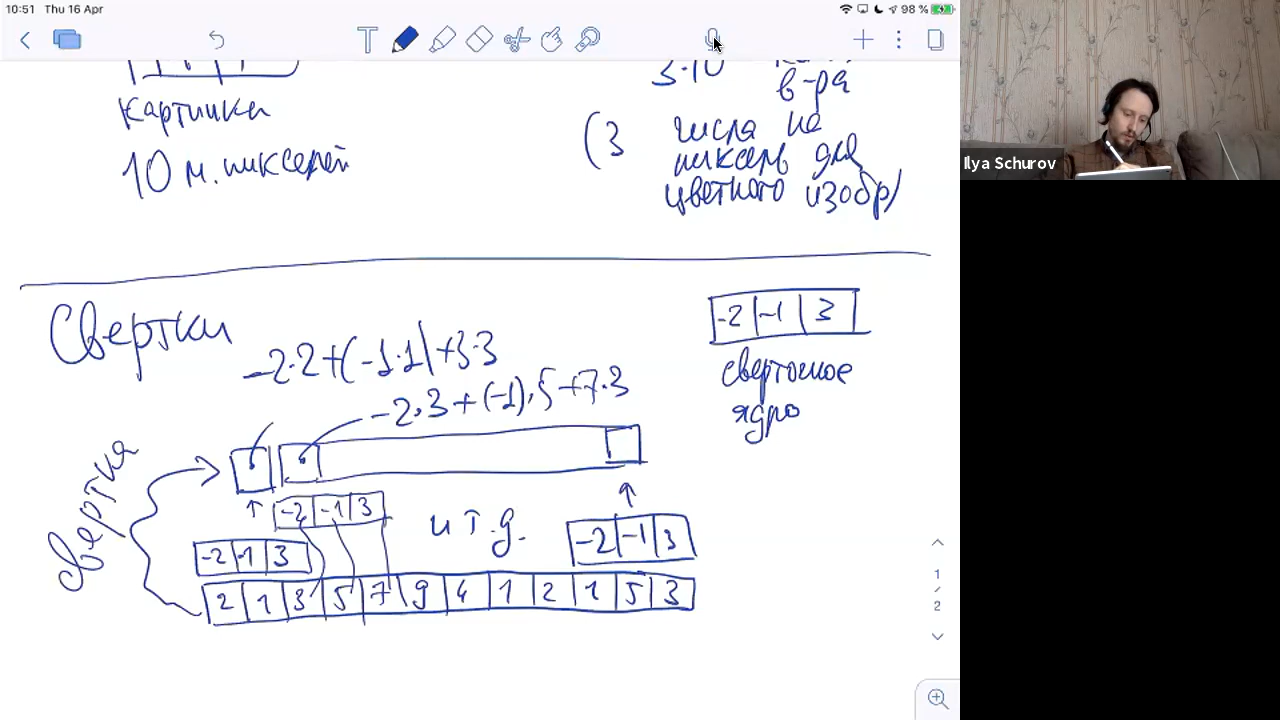 10:51 Thu 16 Apr
98 %
T
Ilya Schurov
3·10
в-ра
Картинки
10 м. пикселей
(3 числа на
пиксель для
цветного изобр)
Свертки
-2·2+(-1·1)+3·3
-2·3+(-1)·5+7·3
-2 -1 3
сверточное
ядро
Свертка
-2 -1 3
и т.д.
-2 -1 3
-2 -1 3
2 1 3 5 7 9 4 1 2 1 5 3
1
/
2